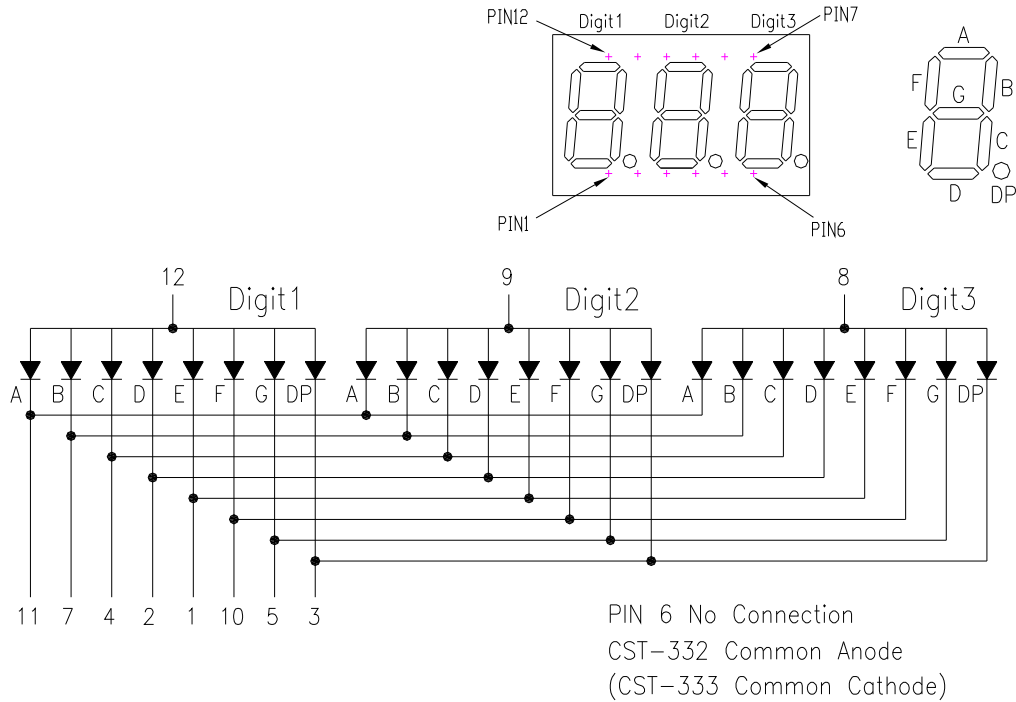 PIN12 Digit1 Digit2 Digit3 PIN7
A
F B
G
E C
D DP
PIN1 PIN6
12 9 8
Digit1 Digit2 Digit3
A B C D E F G DP A B C D E F G DP A B C D E F G DP
11 7 4 2 1 10 5 3
PIN 6 No Connection
CST-332 Common Anode
(CST-333 Common Cathode)